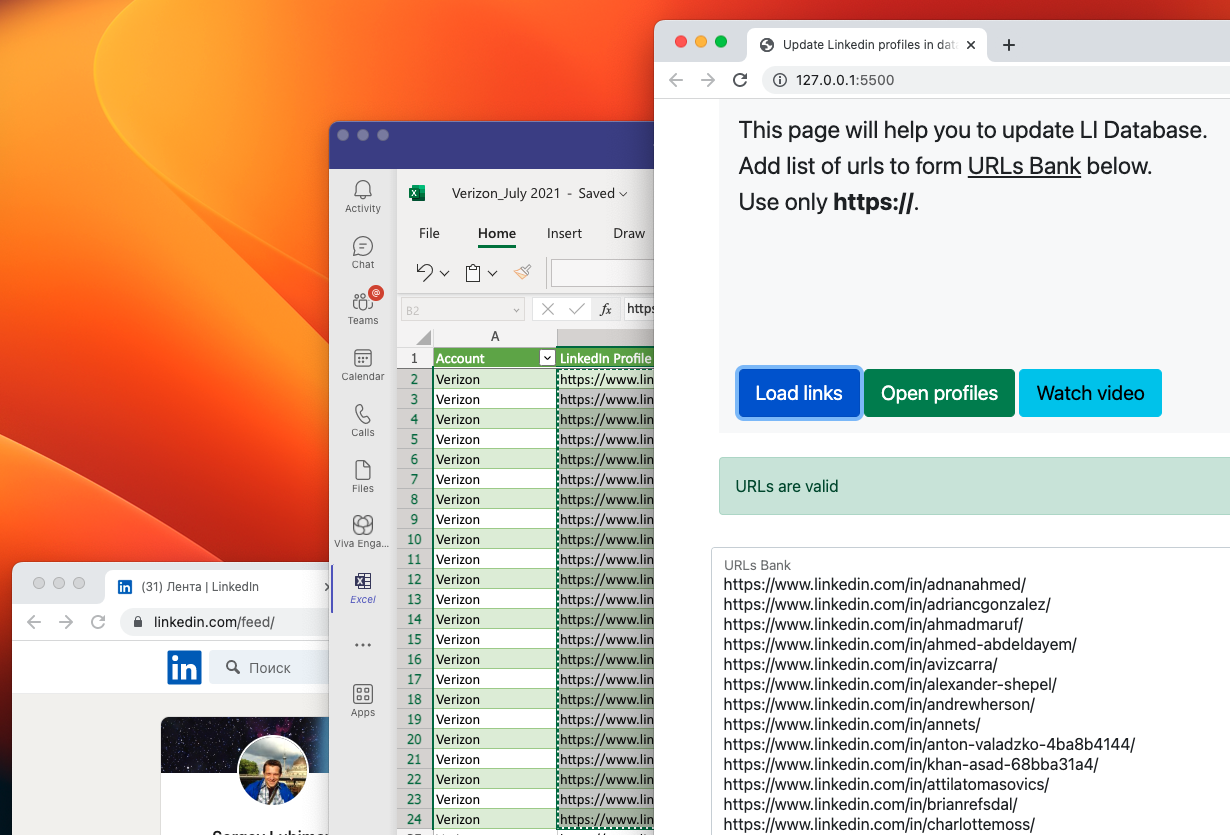 Update Linkedin profiles in data
127.0.0.1:5500
This page will help you to update LI Database.
Add list of urls to form URLs Bank below.
Use only https://.
Load links
Open profiles
Watch video
URLs are valid
URLs Bank
https://www.linkedin.com/in/adnanahmed/
https://www.linkedin.com/in/adriancgonzalez/
https://www.linkedin.com/in/ahmadmaruf/
https://www.linkedin.com/in/ahmed-abdeldayem/
https://www.linkedin.com/in/avizcarra/
https://www.linkedin.com/in/alexander-shepel/
https://www.linkedin.com/in/andrewherson/
https://www.linkedin.com/in/annets/
https://www.linkedin.com/in/anton-valadzko-4ba8b4144/
https://www.linkedin.com/in/khan-asad-68bba31a4/
https://www.linkedin.com/in/attilatomasovics/
https://www.linkedin.com/in/brianrefsdal/
https://www.linkedin.com/in/charlottemoss/
Activity
Chat
Teams
Calendar
Calls
Files
Viva Enga...
Excel
Apps
Verizon_July 2021 - Saved
File Home Insert Draw
B2 fx https
A
1 Account LinkedIn Profile
2 Verizon https://www.lin
3 Verizon https://www.lin
4 Verizon https://www.lin
5 Verizon https://www.lin
6 Verizon https://www.lin
7 Verizon https://www.lin
8 Verizon https://www.lin
9 Verizon https://www.lin
10 Verizon https://www.lin
11 Verizon https://www.lin
12 Verizon https://www.lin
13 Verizon https://www.lin
14 Verizon https://www.lin
15 Verizon https://www.lin
16 Verizon https://www.lin
17 Verizon https://www.lin
18 Verizon https://www.lin
19 Verizon https://www.lin
20 Verizon https://www.lin
21 Verizon https://www.lin
22 Verizon https://www.lin
23 Verizon https://www.lin
24 Verizon https://www.lin
(31) Лента | LinkedIn
linkedin.com/feed/
in Поиск